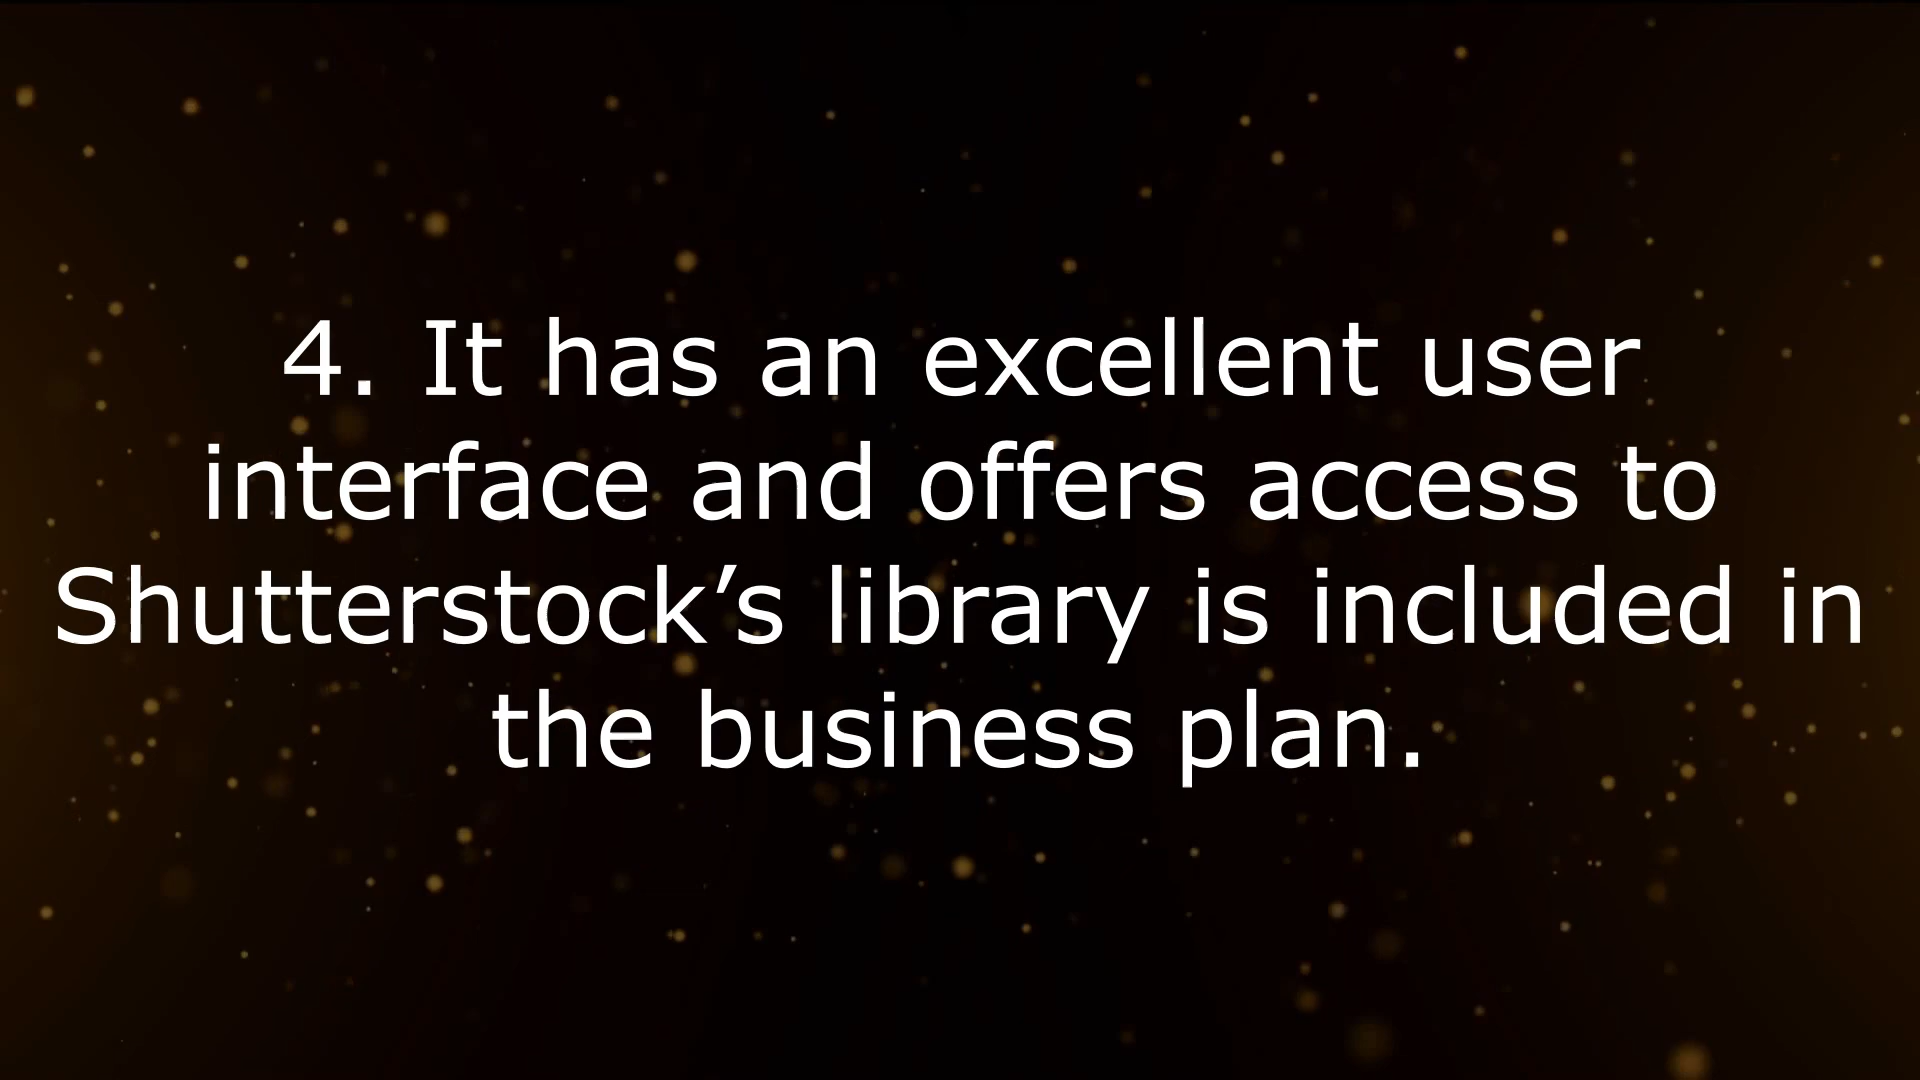 4. It has an excellent user
interface and offers access to
Shutterstock’s library is included in
the business plan.